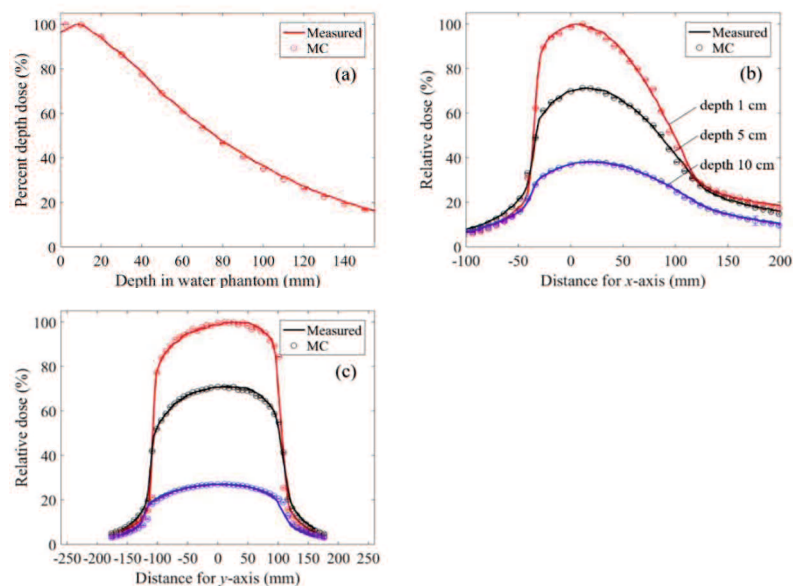 100
80
60
40
20
0
Percent depth dose (%)
Measured
MC
(a)
0 20 40 60 80 100 120 140
Depth in water phantom (mm)
100
80
60
40
20
0
Relative dose (%)
Measured
MC
(b)
depth 1 cm
depth 5 cm
depth 10 cm
-100 -50 0 50 100 200
Distance for x-axis (mm)
100
80
60
40
20
0
Relative dose (%)
Measured
MC
(c)
-250 -200 -150 -100 -50 0 50 100 150 200 250
Distance for y-axis (mm)